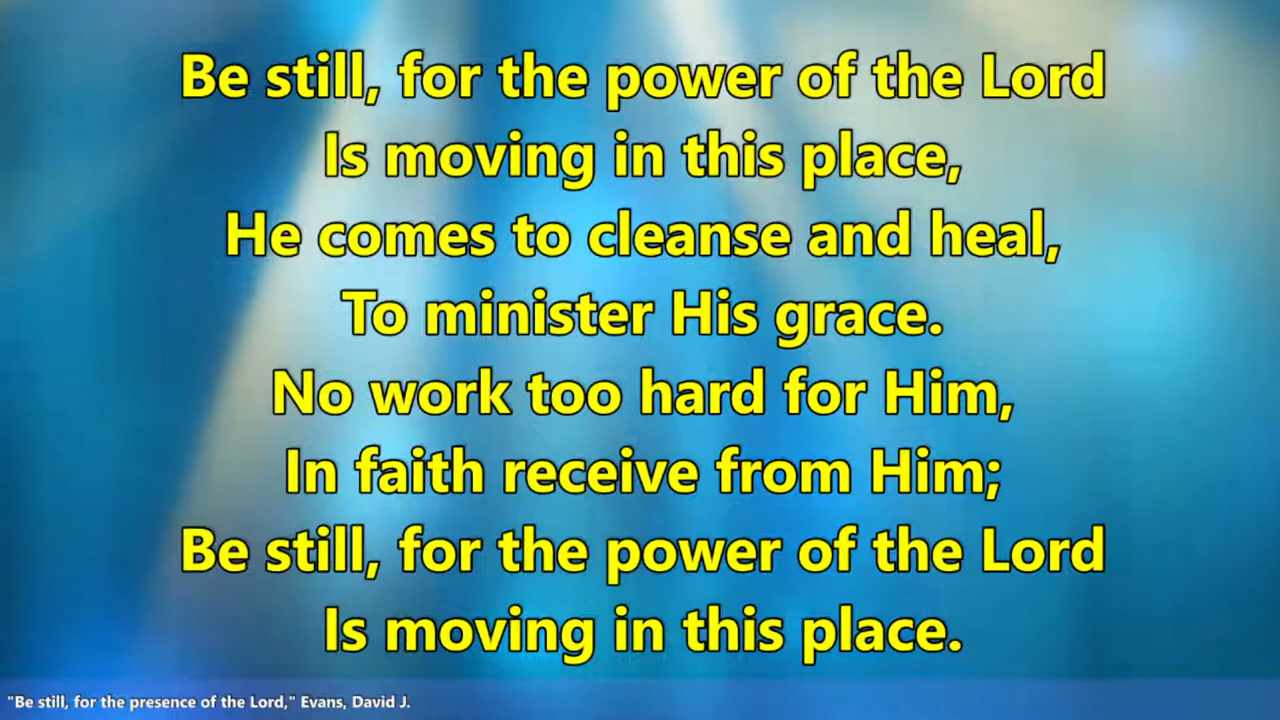 Be still, for the power of the Lord
Is moving in this place,
He comes to cleanse and heal,
To minister His grace.
No work too hard for Him,
In faith receive from Him;
Be still, for the power of the Lord
Is moving in this place.
"Be still, for the presence of the Lord," Evans, David J.